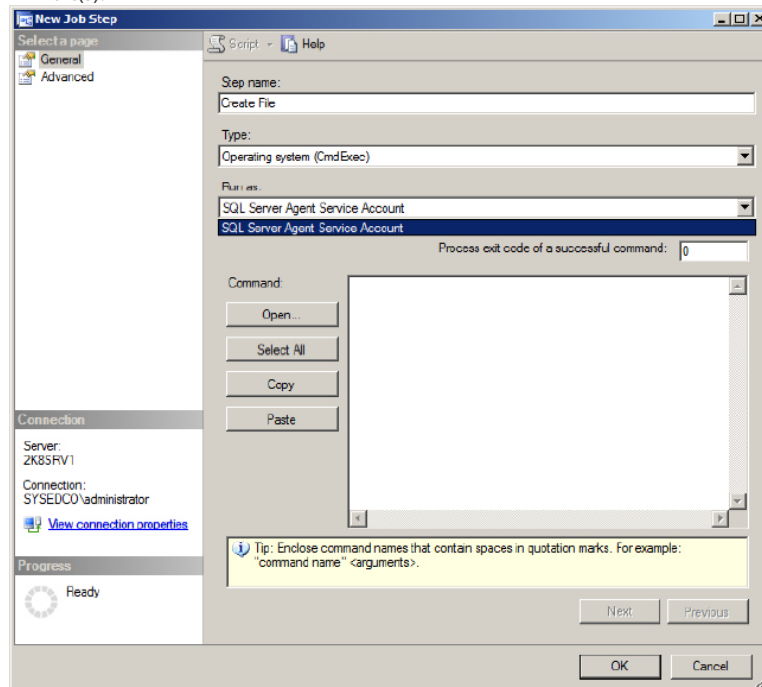 New Job Step
Select a page
General
Advanced
Script
Help
Step name:
Create File
Type:
Operating system (CmdExec)
Run as:
SQL Server Agent Service Account
SQL Server Agent Service Account
Process exit code of a successful command: 0
Command:
Open...
Select All
Copy
Paste
Connection
Server:
2K8SRV1
Connection:
SYSEDCO\administrator
View connection properties
Progress
Ready
Tip: Enclose command names that contain spaces in quotation marks. For example:
"command name" <arguments>.
Next
Previous
OK
Cancel